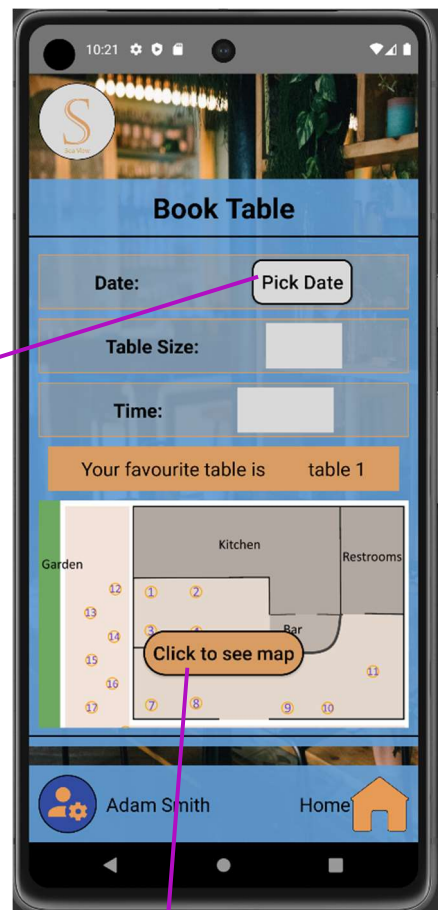 10:21
S
Sea View
Book Table
Date: Pick Date
Table Size:
Time:
Your favourite table is table 1
Kitchen
Garden
Restrooms
12 1 2
13
14 3
Bar
Click to see map
15
11
16
17 7 8 9 10
Adam Smith Home